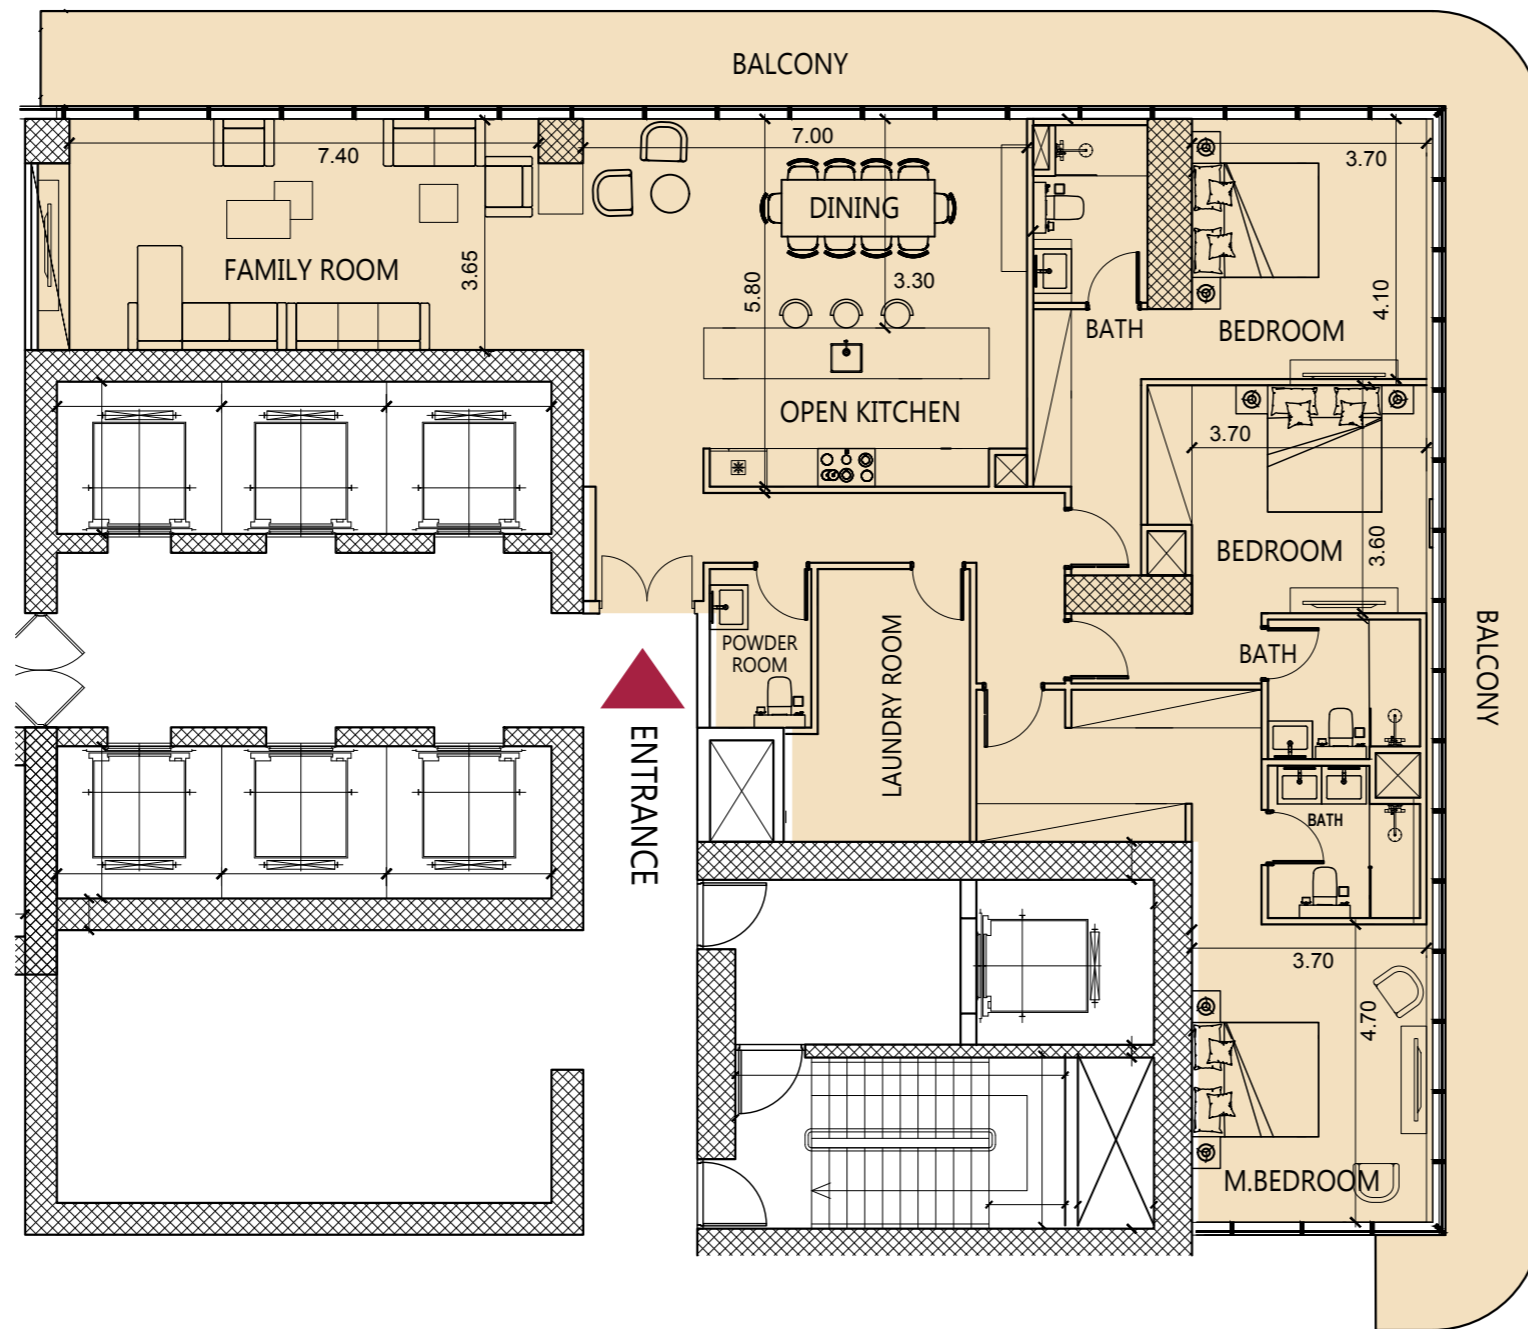 BALCONY
7.40
7.00
3.70
DINING
FAMILY ROOM
3.65
5.80
3.30
4.10
BATH
BEDROOM
OPEN KITCHEN
3.70
BEDROOM
3.60
POWDER
ROOM
LAUNDRY ROOM
BATH
BALCONY
ENTRANCE
BATH
3.70
4.70
M.BEDROOM